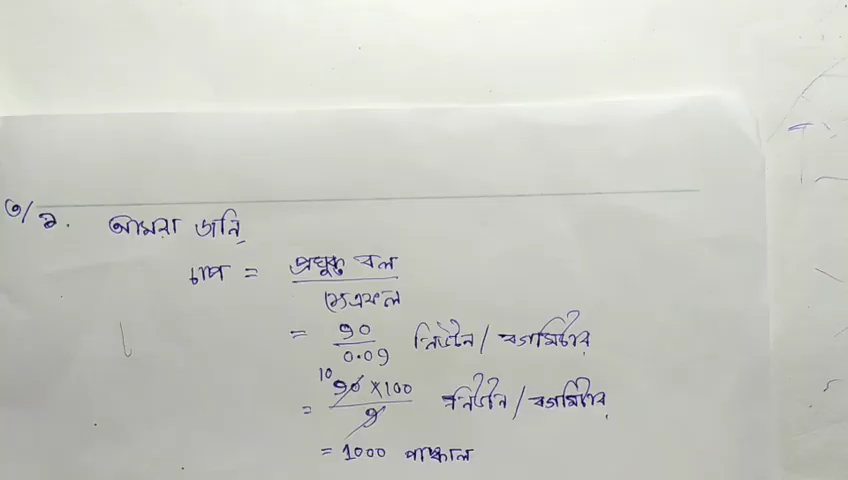 ৩/ ১. আমরা জানি,
চাপ = প্রযুক্ত বল / ক্ষেত্রফল
= 90 / 0.09 নিউটন / বর্গমিটার
= 10 90 × 100 / 9 নিউটন / বর্গমিটার
= 1000 পাস্কাল